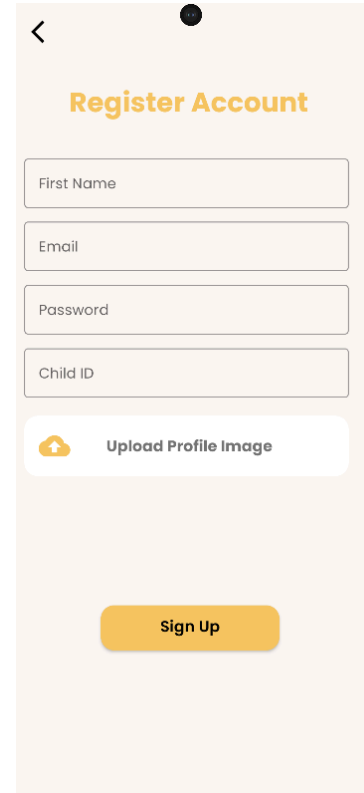 Register Account
First Name
Email
Password
Child ID
Upload Profile Image
Sign Up